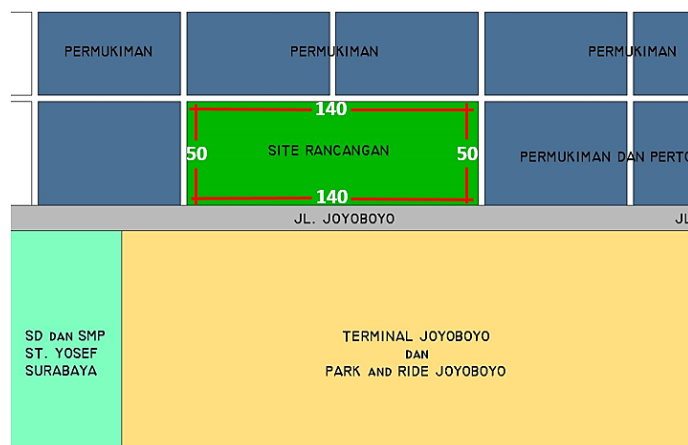 PERMUKIMAN
PERMUKIMAN
PERMUKIMAN
140
50
SITE RANCANGAN
50
PERMUKIMAN DAN PERTO
140
JL. JOYOBOYO
JL
SD DAN SMP
ST. YOSEF
SURABAYA
TERMINAL JOYOBOYO
DAN
PARK AND RIDE JOYOBOYO